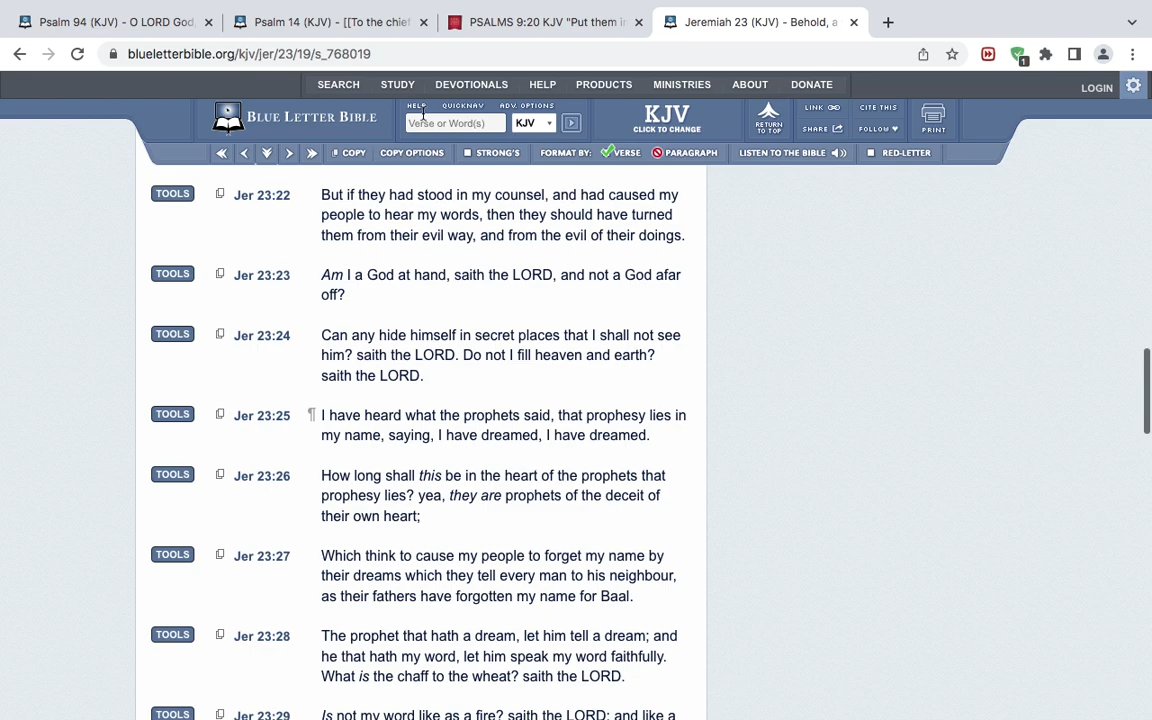 Psalm 94 (KJV) - O LORD God,
Psalm 14 (KJV) - [[To the chief
PSALMS 9:20 KJV "Put them in
Jeremiah 23 (KJV) - Behold, a
blueletterbible.org/kjv/jer/23/19/s_768019
1
SEARCH STUDY DEVOTIONALS HELP PRODUCTS MINISTRIES ABOUT DONATE
LOGIN
BLUE LETTER BIBLE
HELP QUICKNAV ADV. OPTIONS
Verse or Word(s)
KJV
KJV
CLICK TO CHANGE
RETURN
TO TOP
LINK
CITE THIS
SHARE
FOLLOW
PRINT
COPY COPY OPTIONS STRONG'S FORMAT BY: VERSE PARAGRAPH LISTEN TO THE BIBLE RED-LETTER
TOOLS Jer 23:22 But if they had stood in my counsel, and had caused my
people to hear my words, then they should have turned
them from their evil way, and from the evil of their doings.
TOOLS Jer 23:23 Am I a God at hand, saith the LORD, and not a God afar
off?
TOOLS Jer 23:24 Can any hide himself in secret places that I shall not see
him? saith the LORD. Do not I fill heaven and earth?
saith the LORD.
TOOLS Jer 23:25 ¶ I have heard what the prophets said, that prophesy lies in
my name, saying, I have dreamed, I have dreamed.
TOOLS Jer 23:26 How long shall this be in the heart of the prophets that
prophesy lies? yea, they are prophets of the deceit of
their own heart;
TOOLS Jer 23:27 Which think to cause my people to forget my name by
their dreams which they tell every man to his neighbour,
as their fathers have forgotten my name for Baal.
TOOLS Jer 23:28 The prophet that hath a dream, let him tell a dream; and
he that hath my word, let him speak my word faithfully.
What is the chaff to the wheat? saith the LORD.
TOOLS Jer 23:29 Is not my word like as a fire? saith the LORD; and like a